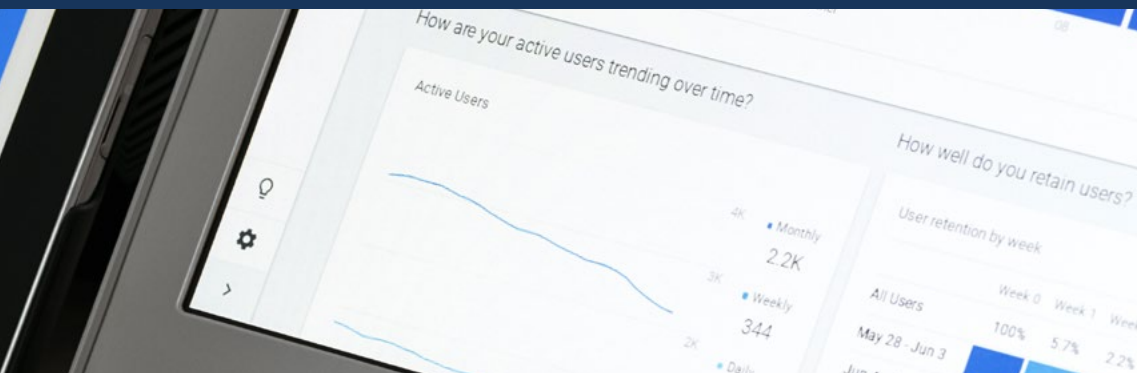 08
How are your active users trending over time?
Active Users
4K
Monthly
2.2K
3K
Weekly
344
2K
Daily
How well do you retain users?
User retention by week
Week 0 Week 1
All Users 100% 5.7% 2.2%
May 28 - Jun 3